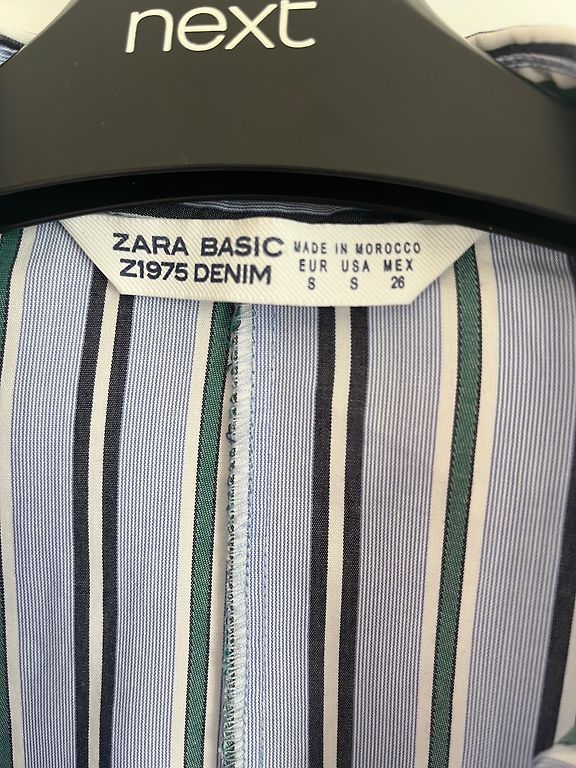 next
ZARA BASIC
Z1975 DENIM
MADE IN MOROCCO
EUR USA MEX
S S 26